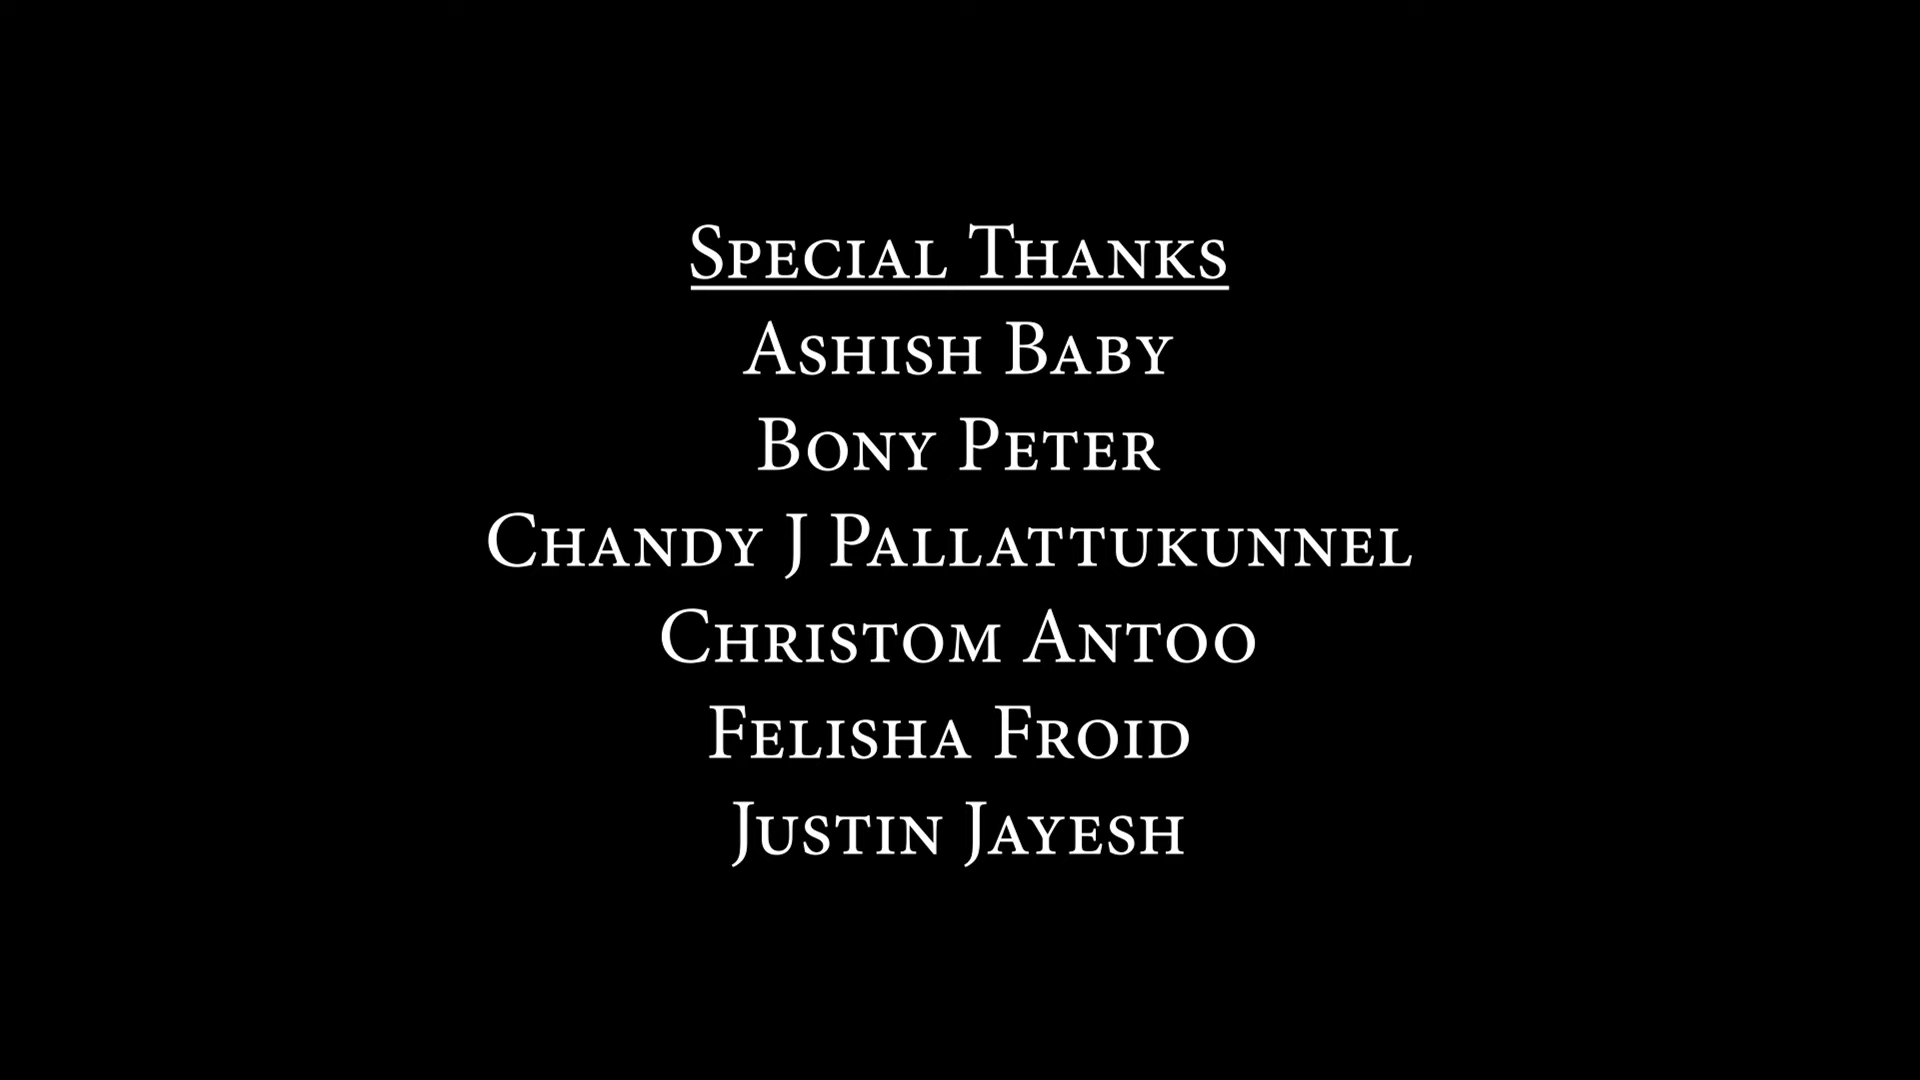 Special Thanks
Ashish Baby
Bony Peter
Chandy J Pallattukunnel
Christom Antoo
Felisha Froid
Justin Jayesh